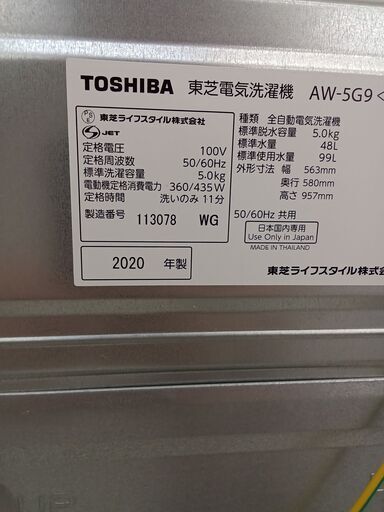 TOSHIBA 東芝電気洗濯機 AW-5G9
PSE 東芝ライフスタイル株式会社
S JET
定格電圧 100V
定格周波数 50/60Hz
標準洗濯容量 5.0kg
電動機定格消費電力 360/435W
定格時間 洗いのみ 11分
製造番号 113078 WG
2020 年製
種類 全自動電気洗濯機
標準脱水容量 5.0kg
標準水量 48L
標準使用水量 99L
外形寸法 幅 563mm
奥行 580mm
高さ 957mm
50/60Hz 共用
日本国内専用
Use Only in Japan
MADE IN THAILAND
東芝ライフスタイル株式会